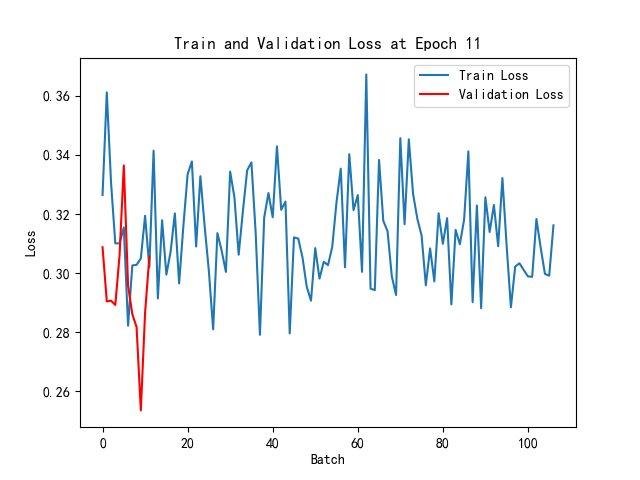 Train and Validation Loss at Epoch 11
Train Loss
Validation Loss
0.36
0.34
0.32
0.30
0.28
0.26
Loss
0 20 40 60 80 100
Batch